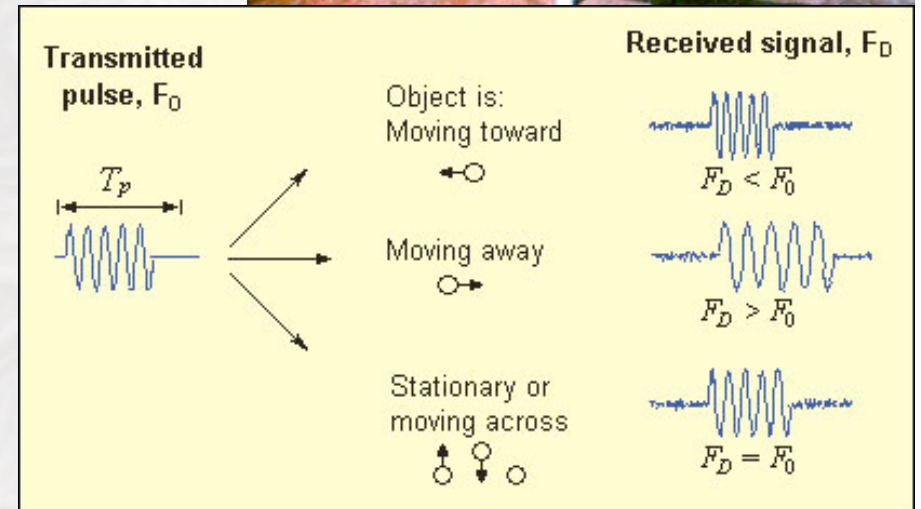 Transmitted
pulse, F0
Tp
Object is:
Moving toward
Moving away
Stationary or
moving across
Received signal, FD
FD < F0
FD > F0
FD = F0